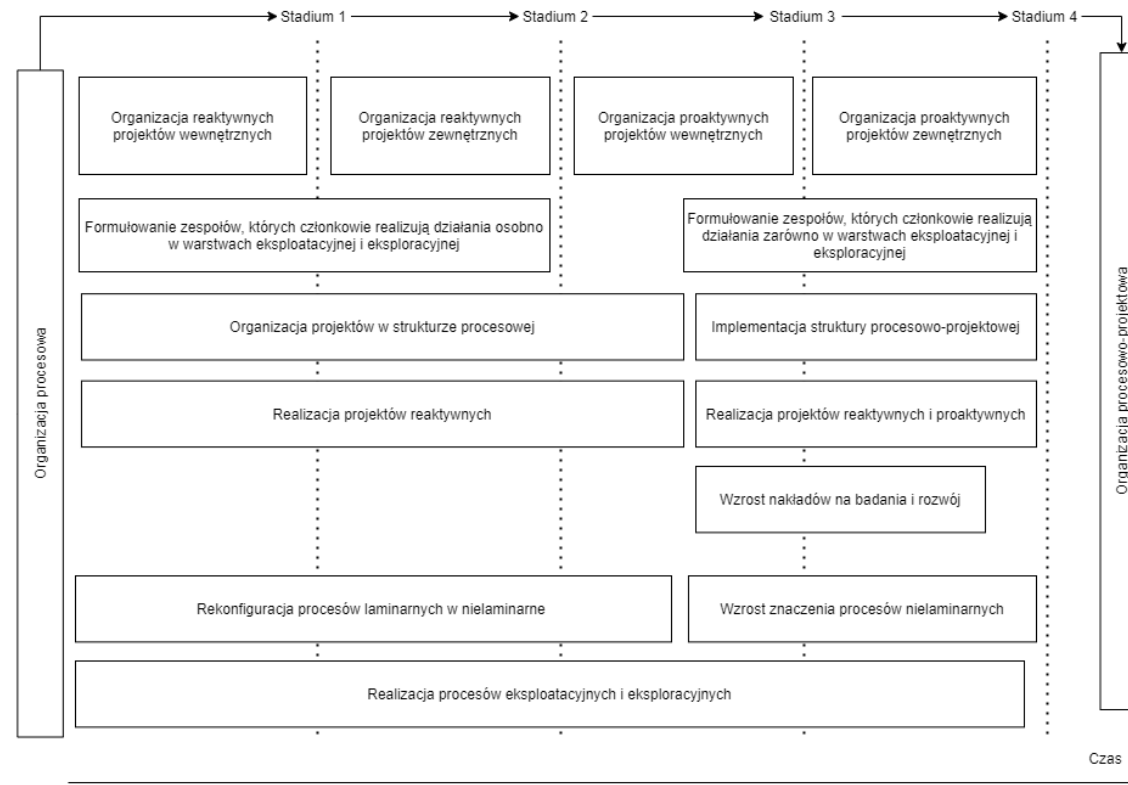 Stadium 1
Stadium 2
Stadium 3
Stadium 4
Organizacja procesowa
Organizacja reaktywnych
projektów wewnętrznych
Organizacja reaktywnych
projektów zewnętrznych
Organizacja proaktywnych
projektów wewnętrznych
Organizacja proaktywnych
projektów zewnętrznych
Formułowanie zespołów, których członkowie realizują działania osobno
w warstwach eksploatacyjnej i eksploracyjnej
Formułowanie zespołów, których członkowie realizują
działania zarówno w warstwach eksploatacyjnej i
eksploracyjnej
Organizacja projektów w strukturze procesowej
Implementacja struktury procesowo-projektowej
Realizacja projektów reaktywnych
Realizacja projektów reaktywnych i proaktywnych
Wzrost nakładów na badania i rozwój
Rekonfiguracja procesów laminarnych w nielaminarne
Wzrost znaczenia procesów nielaminarnych
Realizacja procesów eksploatacyjnych i eksploracyjnych
Organizacja procesowo-projektowa
Czas